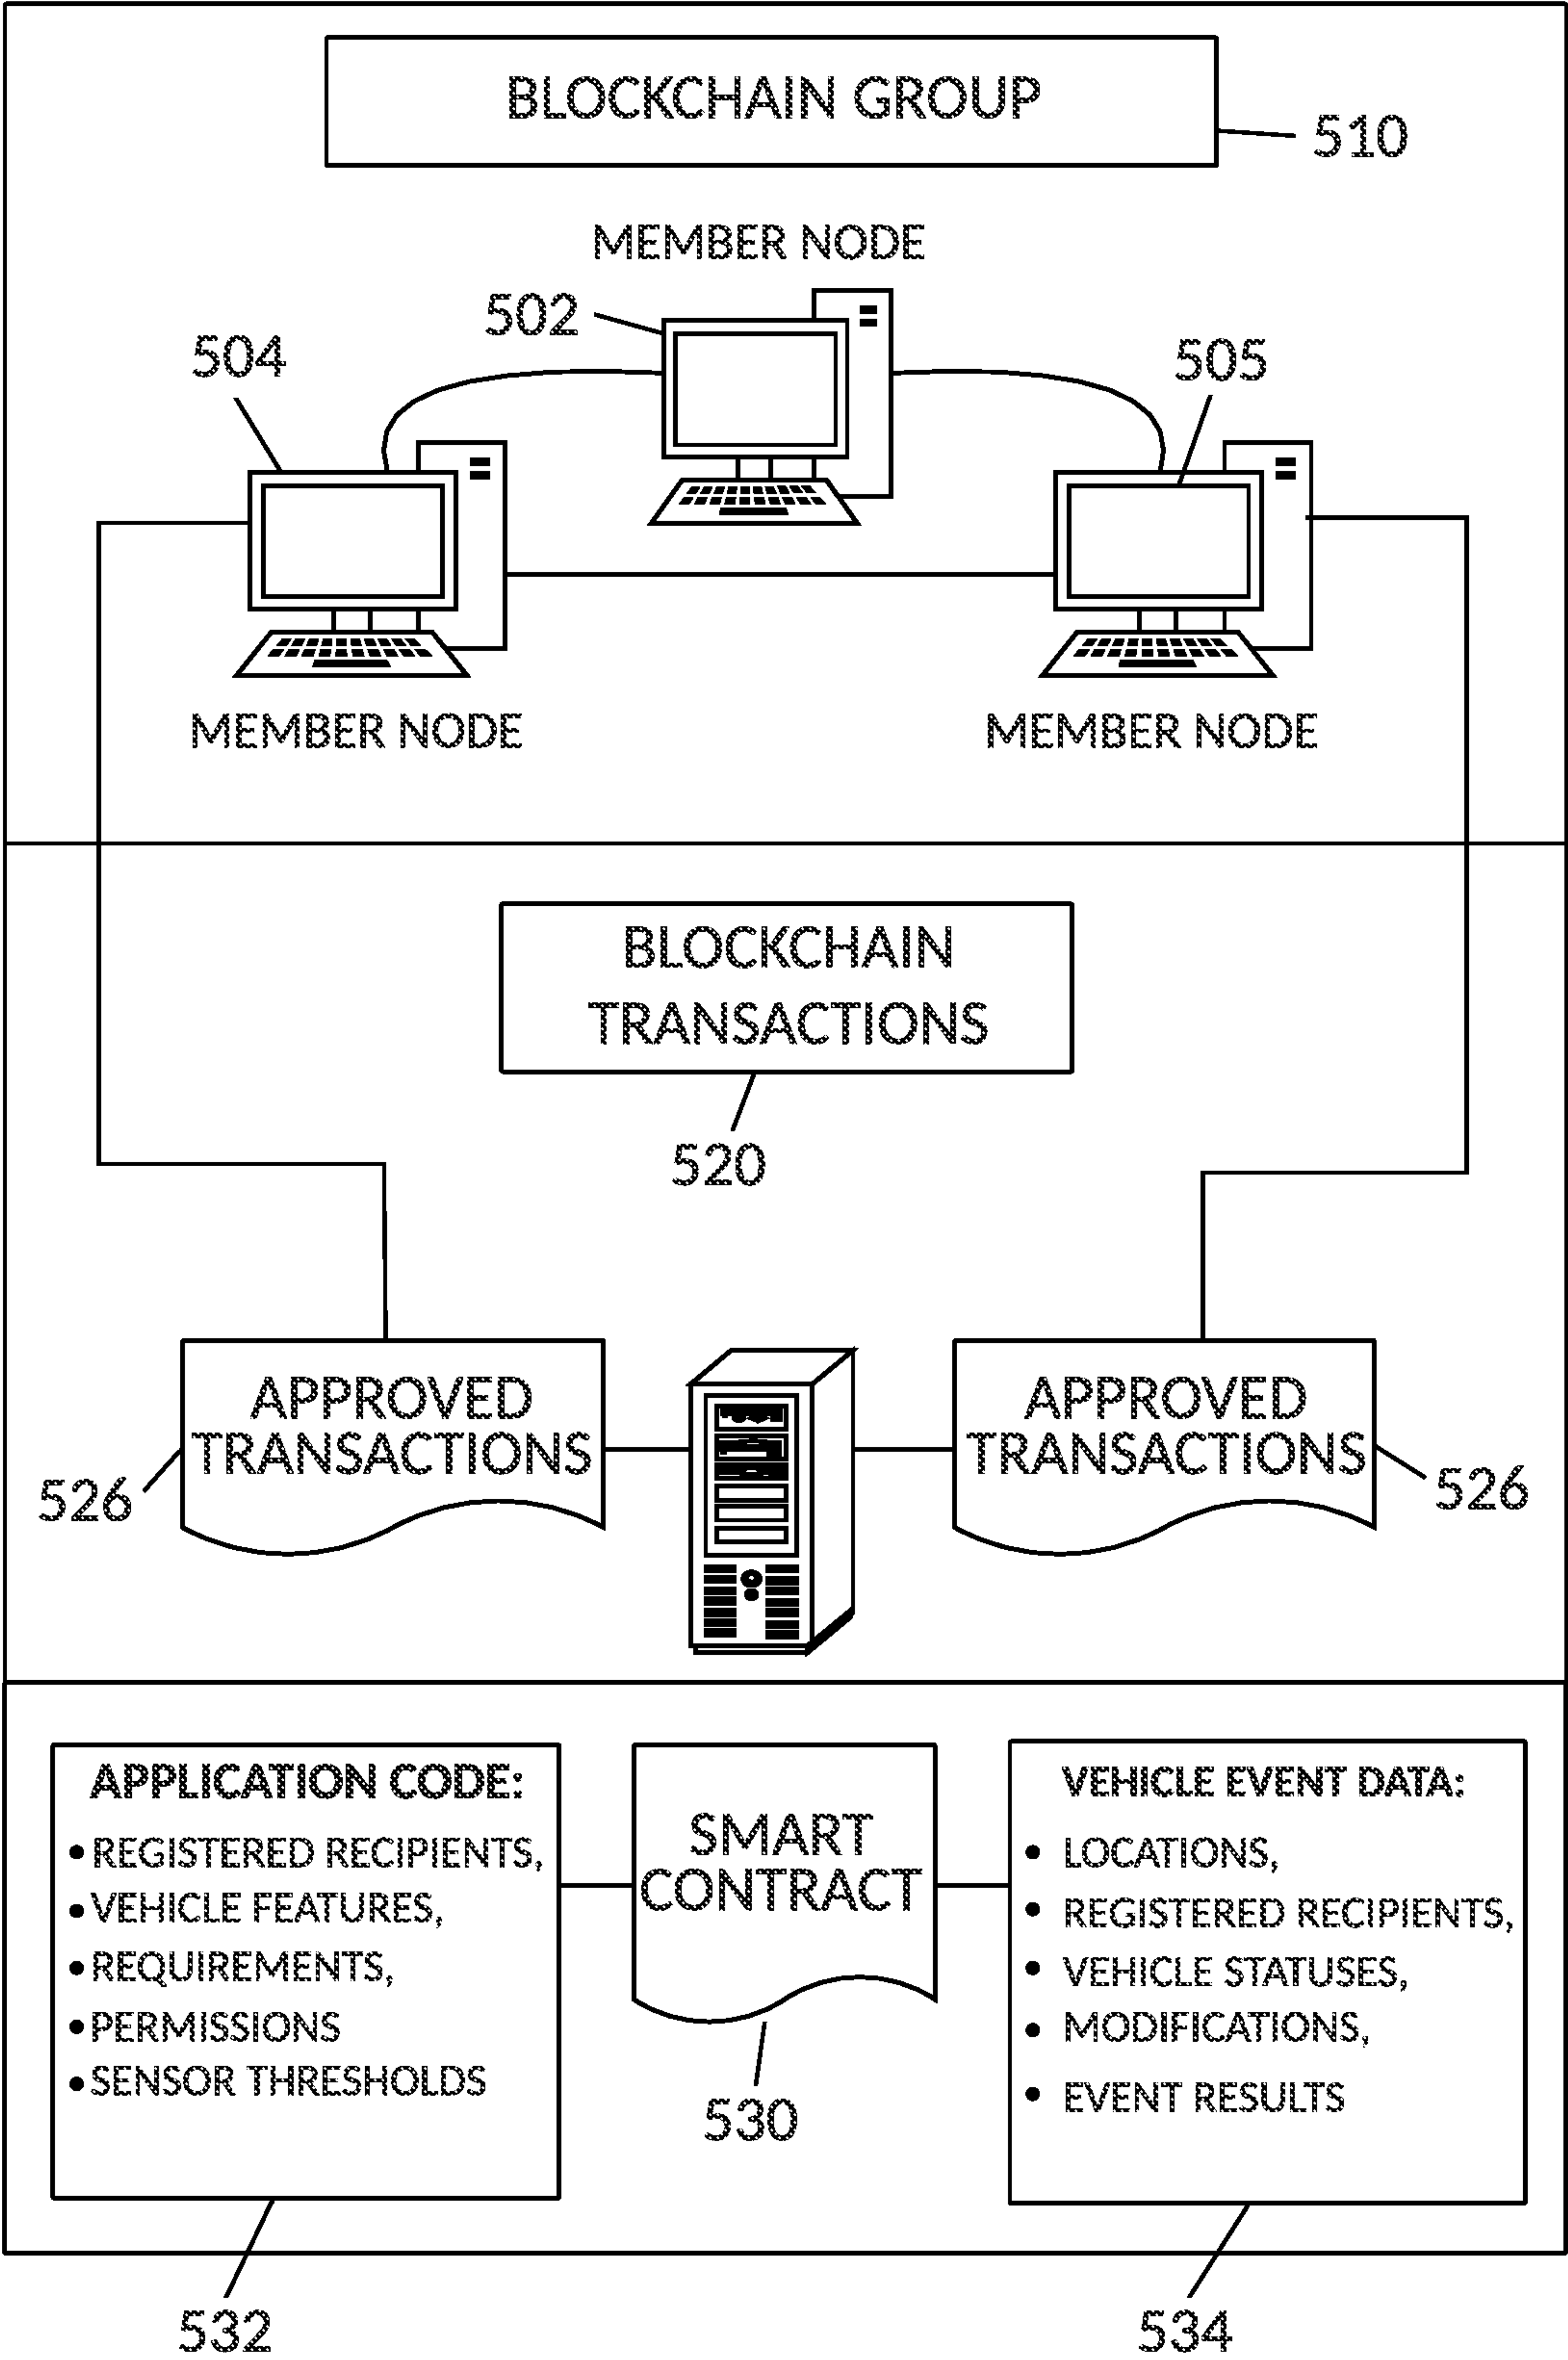 BLOCKCHAIN GROUP
510
MEMBER NODE
502
504
505
MEMBER NODE
MEMBER NODE
BLOCKCHAIN
TRANSACTIONS
520
APPROVED
TRANSACTIONS
526
APPROVED
TRANSACTIONS
526
APPLICATION CODE:
• REGISTERED RECIPIENTS,
• VEHICLE FEATURES,
• REQUIREMENTS,
• PERMISSIONS
• SENSOR THRESHOLDS
SMART
CONTRACT
530
VEHICLE EVENT DATA:
• LOCATIONS,
• REGISTERED RECIPIENTS,
• VEHICLE STATUSES,
• MODIFICATIONS,
• EVENT RESULTS
532
534